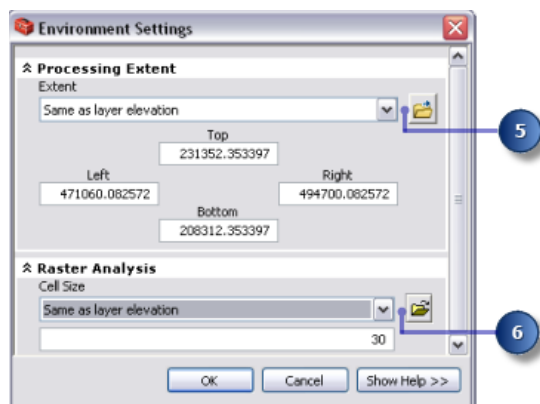 Environment Settings
Processing Extent
Extent
Same as layer elevation
5
Top
231352.353397
Left
Right
471060.082572
494700.082572
Bottom
208312.353397
Raster Analysis
Cell Size
Same as layer elevation
6
30
OK
Cancel
Show Help >>